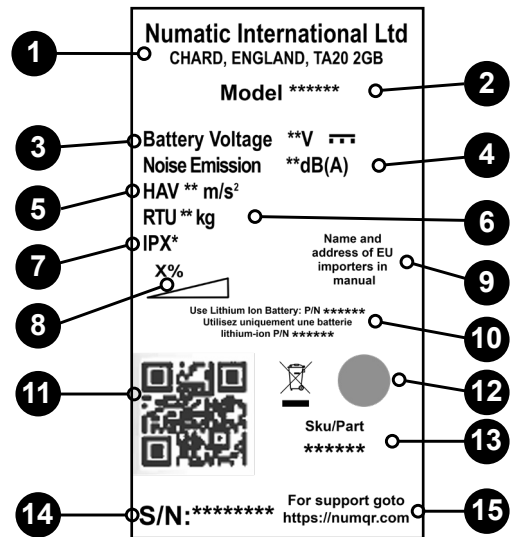 Numatic International Ltd
CHARD, ENGLAND, TA20 2GB
1
Model ******
2
Battery Voltage **V
3
Noise Emission **dB(A)
4
HAV ** m/s²
5
RTU ** kg
6
IPX*
7
Name and
address of EU
importers in
manual
9
X%
8
Use Lithium Ion Battery: P/N ******
Utilisez uniquement une batterie
lithium-ion P/N ******
10
11
12
Sku/Part
******
13
14
S/N:********
For support goto
https://numqr.com
15